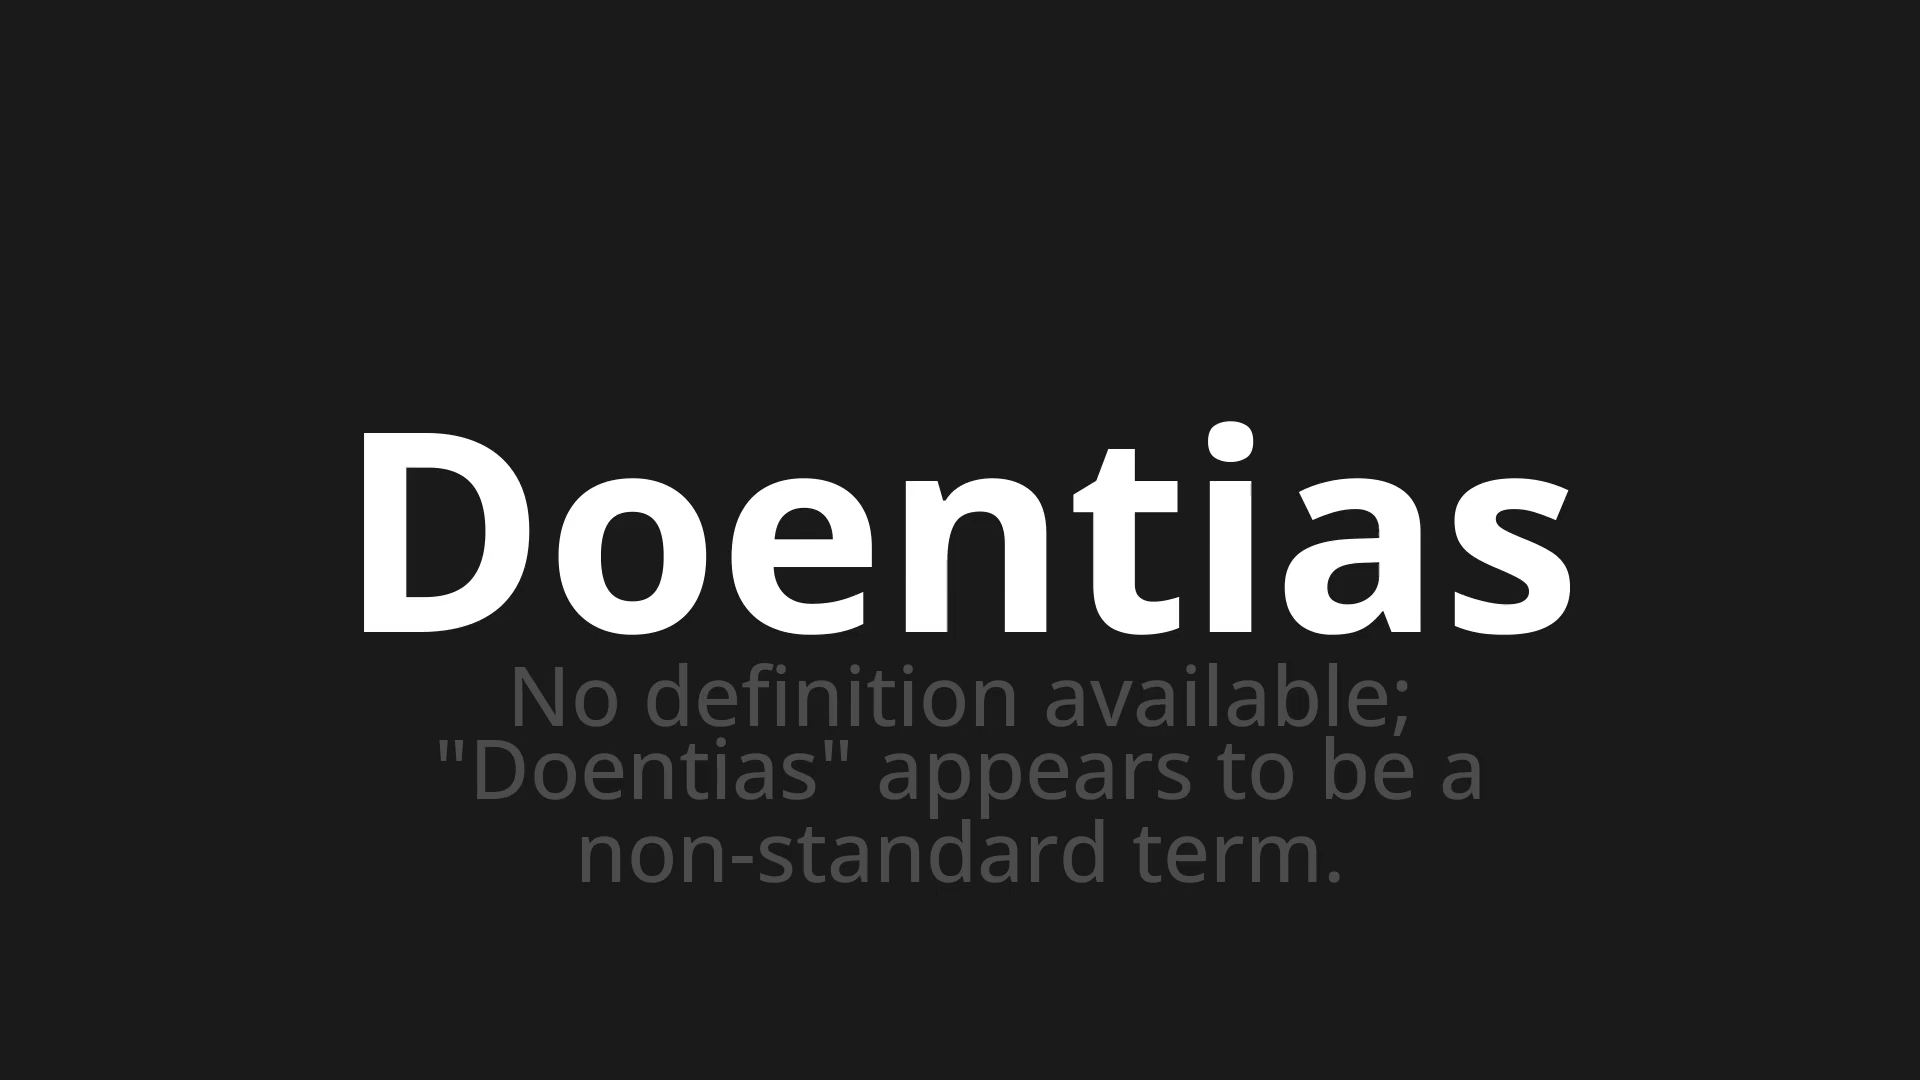 Doentias
No definition available;
"Doentias" appears to be a
non-standard term.